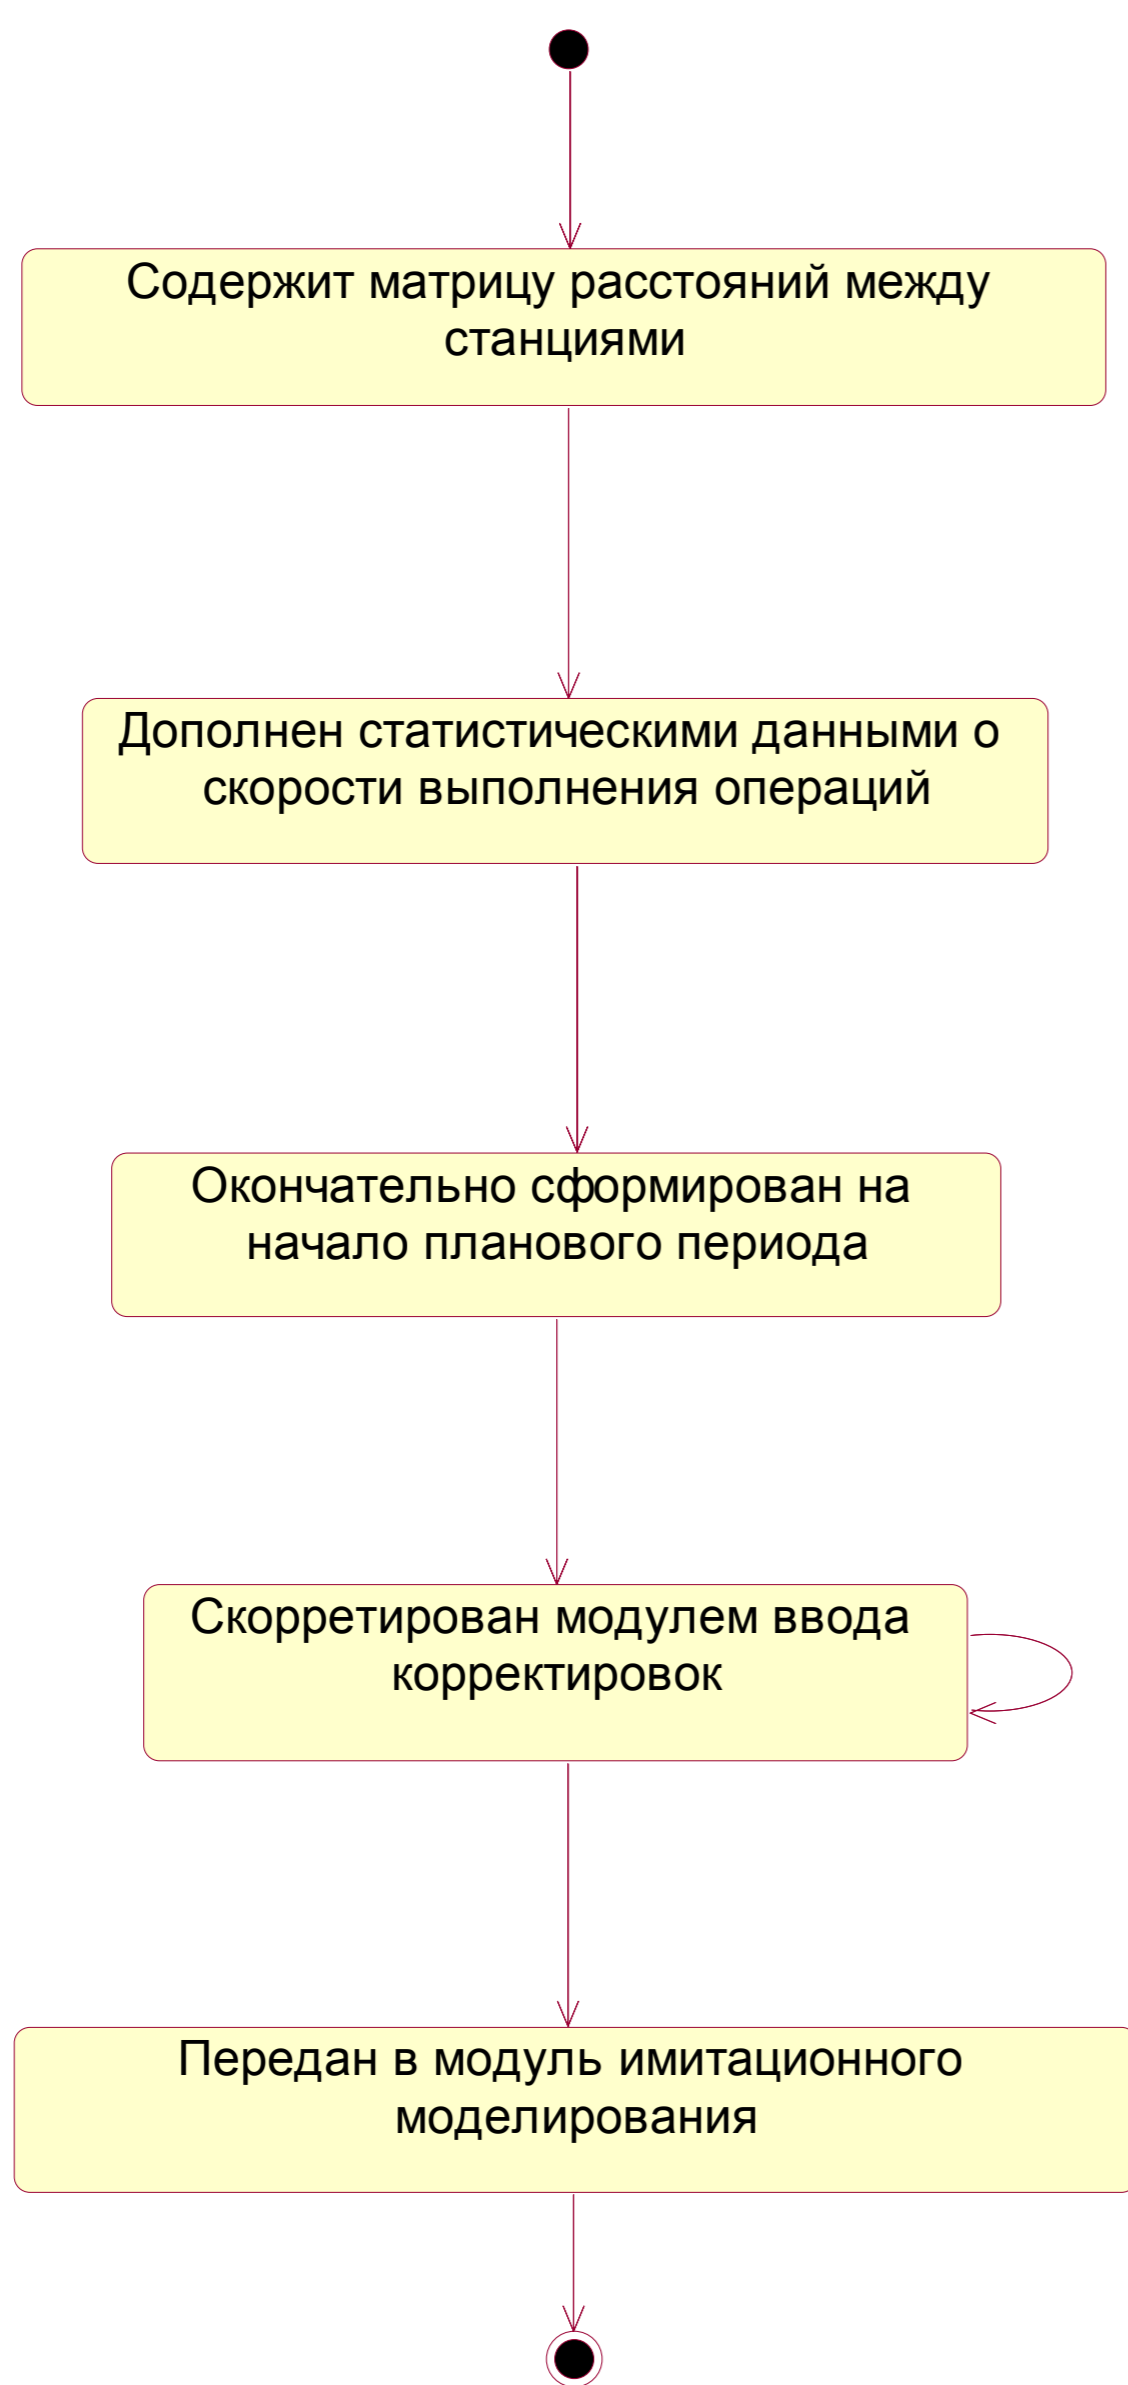 Содержит матрицу расстояний между
станциями
Дополнен статистическими данными о
скорости выполнения операций
Окончательно сформирован на
начало планового периода
Скорретирован модулем ввода
корректировок
Передан в модуль имитационного
моделирования